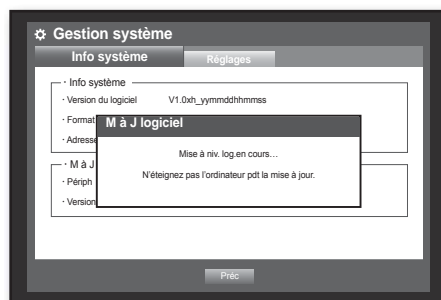 Gestion système
Info système
Réglages
· Info système
· Version du logiciel V1.0xh_yymmddhhmmss
· Format
· Adresse
M à J logiciel
Mise à niv. log.en cours…
N’éteignez pas l’ordinateur pdt la mise à jour.
· M à J
· Périph
· Version
Préc